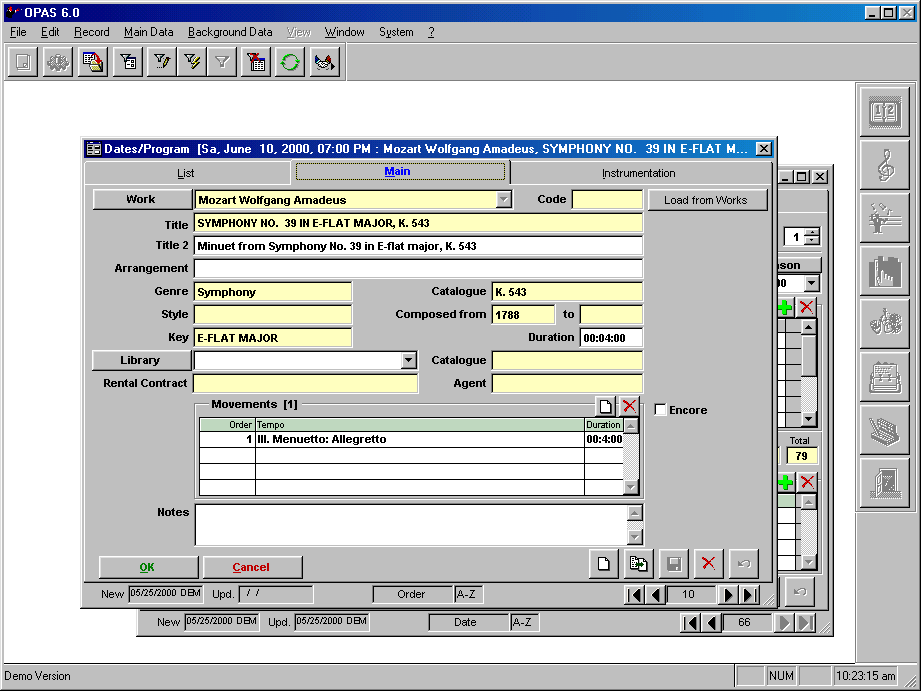 OPAS 6.0
File Edit Record Main Data Background Data View Window System ?
Dates/Program [Sa, June 10, 2000, 07:00 PM : Mozart Wolfgang Amadeus, SYMPHONY NO. 39 IN E-FLAT M...
List Main Instrumentation
Work Mozart Wolfgang Amadeus Code Load from Works
Title SYMPHONY NO. 39 IN E-FLAT MAJOR, K. 543
Title 2 Minuet from Symphony No. 39 in E-flat major, K. 543
1
Arrangement
son
Genre Symphony Catalogue K. 543
Style Composed from 1788 to
Key E-FLAT MAJOR Duration 00:04:00
Library Catalogue
Rental Contract Agent
Movements [1]
Encore
Order Tempo Duration
1 III. Menuetto: Allegretto 00:4:00
Total
79
Notes
OK Cancel
New 05/25/2000 DEM Upd. / / Order A-Z 10
New 05/25/2000 DEM Upd. 05/25/2000 DEM Date A-Z 66
Demo Version NUM 10:23:15 am